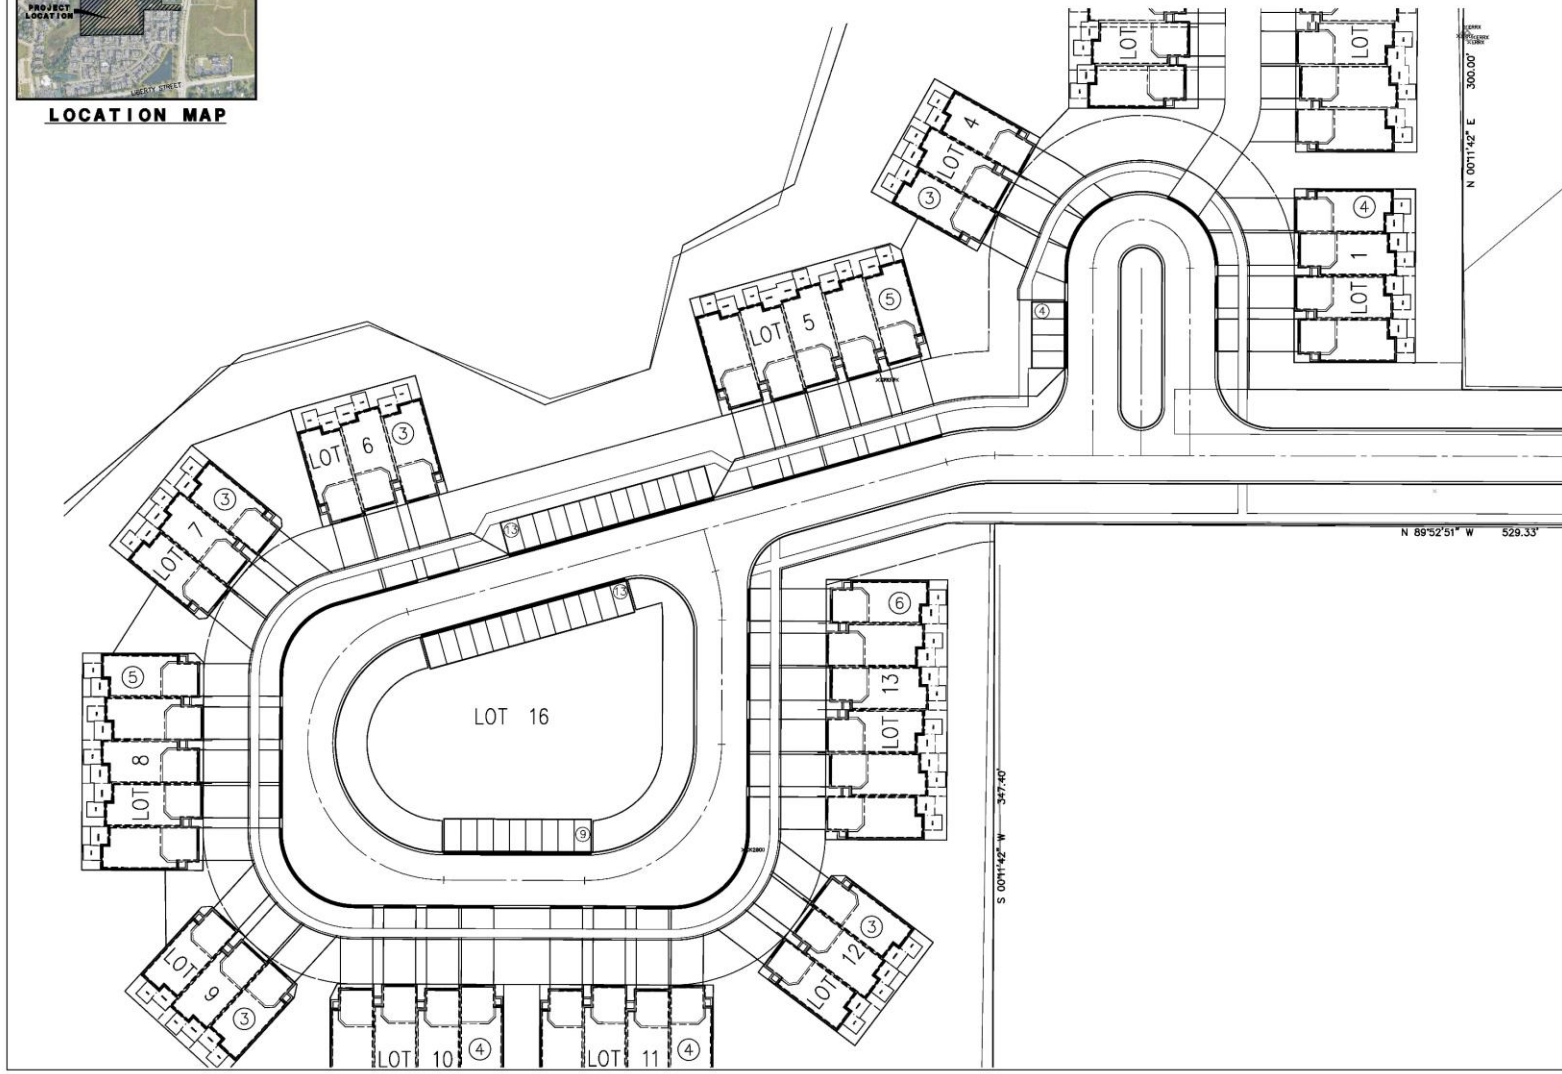 PROJECT
LOCATION
LIBERTY STREET
LOCATION MAP
LOT
LOT
N 00°11'42" E 300.00'
LOT 4
3
4
LOT 1
LOT 5
5
4
LOT 6
3
LOT 7
3
13
13
N 89°52'51" W 529.33'
6
LOT 13
5
LOT 8
LOT 16
9
S 00°11'42" W 347.40'
3
LOT 12
LOT 9
3
LOT 10
4
LOT 11
4